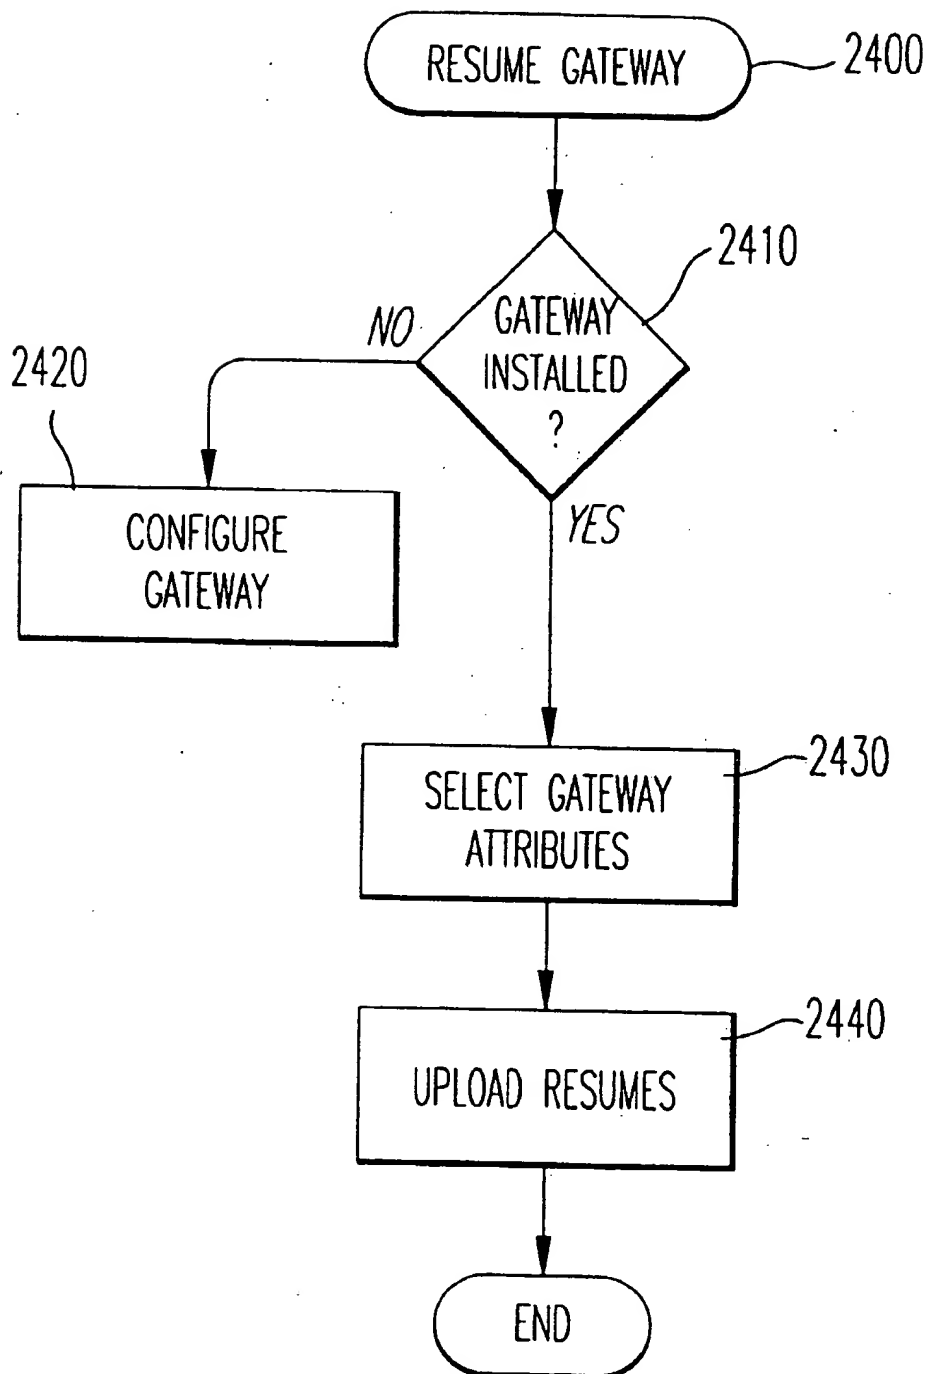 RESUME GATEWAY
2400
2410
GATEWAY
INSTALLED
?
NO
2420
YES
CONFIGURE
GATEWAY
2430
SELECT GATEWAY
ATTRIBUTES
2440
UPLOAD RESUMES
END